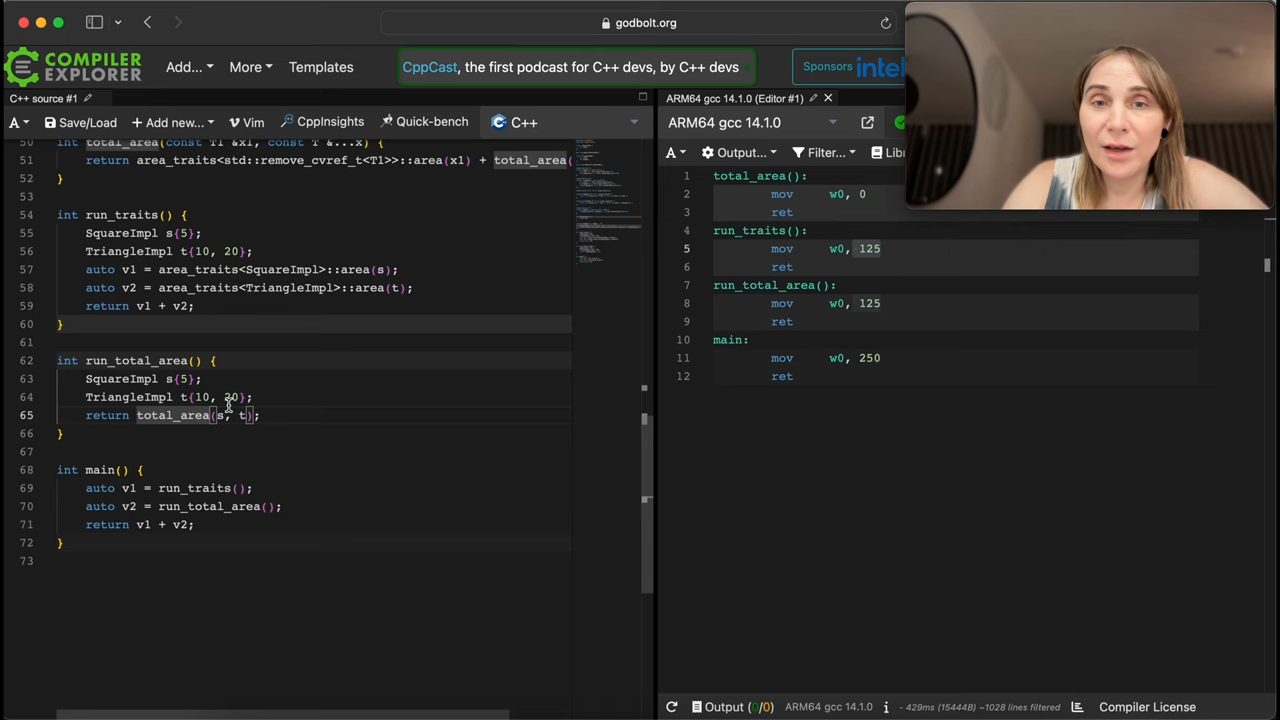 godbolt.org
COMPILER
EXPLORER
Add... More Templates
CppCast, the first podcast for C++ devs, by C++ devs
Sponsors intel
C++ source #1
A Save/Load + Add new... Vim CppInsights Quick-bench C++
50 int total_area(const T1 &x1, const T &...x) {
51 return area_traits<std::remove_cvref_t<T1>>::area(x1) + total_area(
52 }
53
54 int run_traits() {
55 SquareImpl s{5};
56 TriangleImpl t{10, 20};
57 auto v1 = area_traits<SquareImpl>::area(s);
58 auto v2 = area_traits<TriangleImpl>::area(t);
59 return v1 + v2;
60 }
61
62 int run_total_area() {
63 SquareImpl s{5};
64 TriangleImpl t{10, 20};
65 return total_area(s, t);
66 }
67
68 int main() {
69 auto v1 = run_traits();
70 auto v2 = run_total_area();
71 return v1 + v2;
72 }
73
ARM64 gcc 14.1.0 (Editor #1)
ARM64 gcc 14.1.0
A Output... Filter... Lib
1 total_area():
2 mov w0, 0
3 ret
4 run_traits():
5 mov w0, 125
6 ret
7 run_total_area():
8 mov w0, 125
9 ret
10 main:
11 mov w0, 250
12 ret
Output (0/0) ARM64 gcc 14.1.0 i - 429ms (15444B) ~1028 lines filtered Compiler License